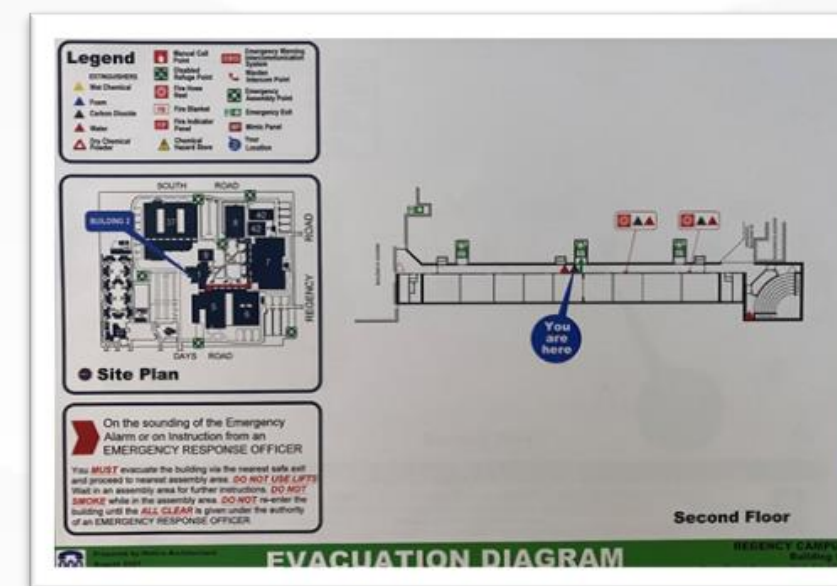 Legend
EXTINGUISHERS
Wet Chemical
Foam
Carbon Dioxide
Water
Dry Chemical
Powder
Manual Call
Point
Disabled
Refuge Point
Fire Hose
Reel
Fire Blanket
Fire Indicator
Panel
Chemical
Hazard Store
Emergency Warning
Intercommunication
System
Warden
Intercom Point
Emergency
Assembly Point
Emergency Exit
Mimic Panel
Your
Location
SOUTH ROAD
BUILDING 2
ROAD
REGENCY
DAYS ROAD
Site Plan
You
are
here
On the sounding of the Emergency
Alarm or on Instruction from an
EMERGENCY RESPONSE OFFICER
You MUST evacuate the building via the nearest safe exit
and proceed to nearest assembly area. DO NOT USE LIFTS
Wait in an assembly area for further instructions. DO NOT
SMOKE while in the assembly area. DO NOT re-enter the
building until the ALL CLEAR is given under the authority
of an EMERGENCY RESPONSE OFFICER
Second Floor
EVACUATION DIAGRAM
REGENCY CAMPU
Building